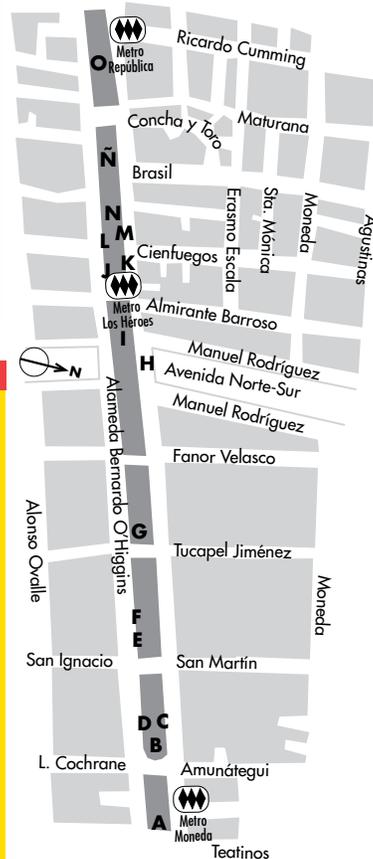 Metro
República
O
Ricardo Cumming
Concha y Toro
Maturana
Ñ
Brasil
N
M
L
K
J
Cienfuegos
Erasmo Escala
Sta. Mónica
Moneda
Agustinas
Metro
Los Héroes
Almirante Barroso
I
N
H
Manuel Rodríguez
Avenida Norte-Sur
Manuel Rodríguez
Alameda Bernardo O'Higgins
Fanor Velasco
Alonso Ovalle
G
Tucapel Jiménez
Moneda
F
E
San Ignacio
San Martín
D C
B
L. Cochrane
Amunátegui
A
Metro
Moneda
Teatinos